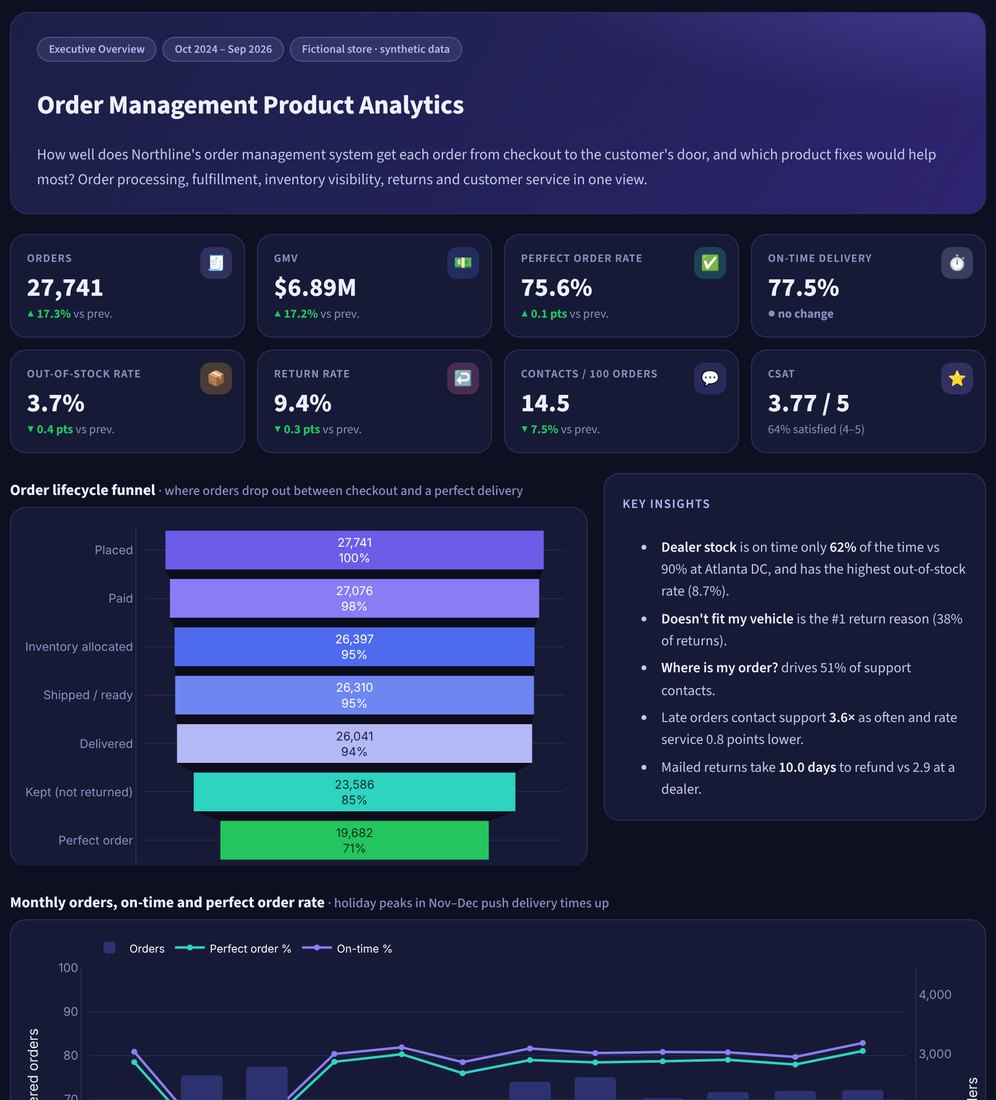 Executive Overview
Oct 2024 – Sep 2026
Fictional store · synthetic data
Order Management Product Analytics
How well does Northline's order management system get each order from checkout to the customer's door, and which product fixes would help
most? Order processing, fulfillment, inventory visibility, returns and customer service in one view.
ORDERS
27,741
▲ 17.3% vs prev.
GMV
$6.89M
▲ 17.2% vs prev.
PERFECT ORDER RATE
75.6%
▲ 0.1 pts vs prev.
ON-TIME DELIVERY
77.5%
● no change
OUT-OF-STOCK RATE
3.7%
▼ 0.4 pts vs prev.
RETURN RATE
9.4%
▼ 0.3 pts vs prev.
CONTACTS / 100 ORDERS
14.5
▼ 7.5% vs prev.
CSAT
3.77 / 5
64% satisfied (4–5)
Order lifecycle funnel · where orders drop out between checkout and a perfect delivery
Placed
27,741
100%
Paid
27,076
98%
Inventory allocated
26,397
95%
Shipped / ready
26,310
95%
Delivered
26,041
94%
Kept (not returned)
23,586
85%
Perfect order
19,682
71%
KEY INSIGHTS
• Dealer stock is on time only 62% of the time vs
90% at Atlanta DC, and has the highest out-of-stock
rate (8.7%).
• Doesn't fit my vehicle is the #1 return reason (38%
of returns).
• Where is my order? drives 51% of support
contacts.
• Late orders contact support 3.6× as often and rate
service 0.8 points lower.
• Mailed returns take 10.0 days to refund vs 2.9 at a
dealer.
Monthly orders, on-time and perfect order rate · holiday peaks in Nov–Dec push delivery times up
Orders
Perfect order %
On-time %
100
90
80
70
ered orders
4,000
3,000
ders